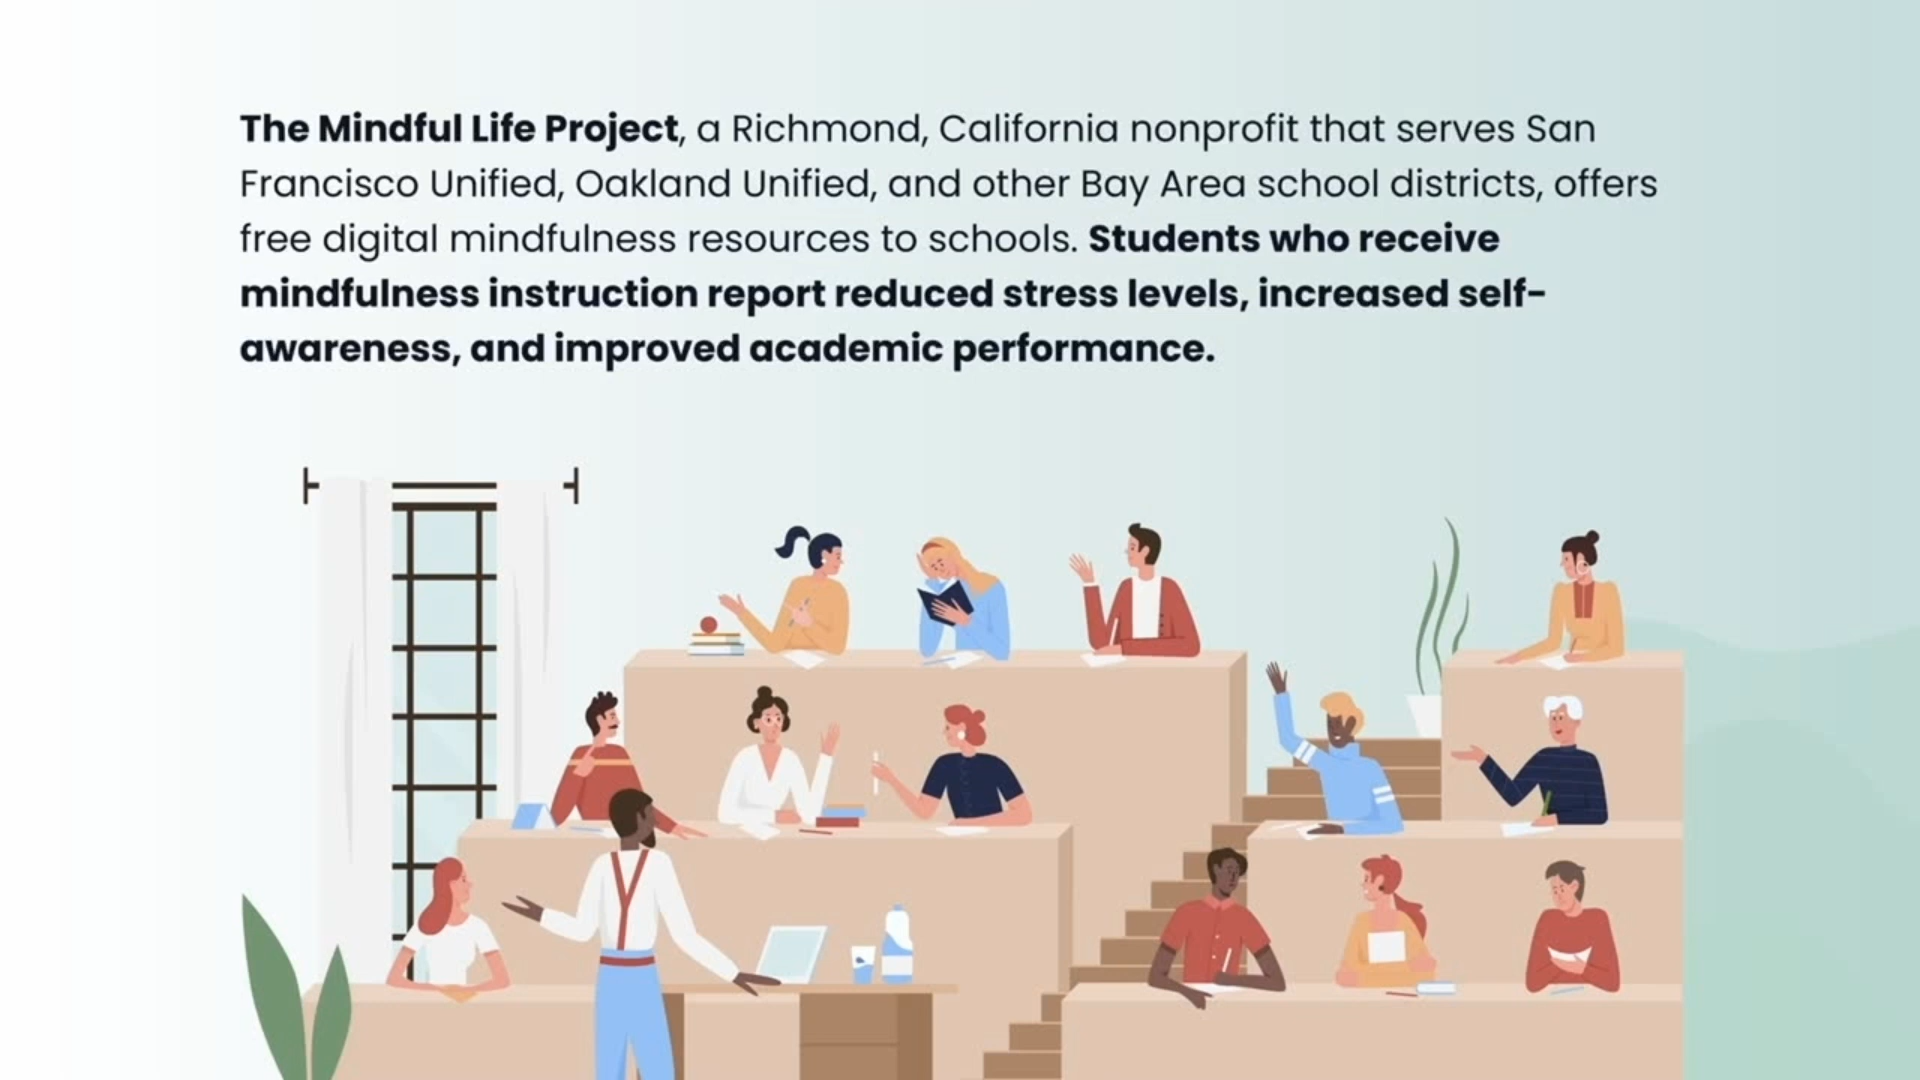 The Mindful Life Project, a Richmond, California nonprofit that serves San
Francisco Unified, Oakland Unified, and other Bay Area school districts, offers
free digital mindfulness resources to schools. Students who receive
mindfulness instruction report reduced stress levels, increased self-
awareness, and improved academic performance.